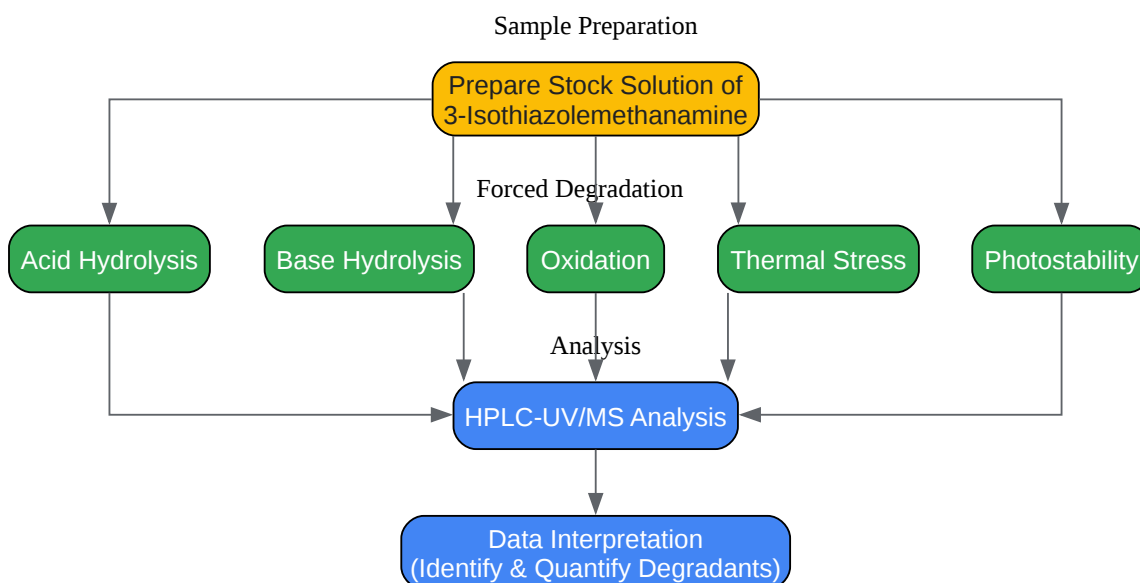 Sample Preparation
Prepare Stock Solution of
3-Isothiazolemethanamine
Forced Degradation
Acid Hydrolysis
Base Hydrolysis
Oxidation
Thermal Stress
Photostability
Analysis
HPLC-UV/MS Analysis
Data Interpretation
(Identify & Quantify Degradants)